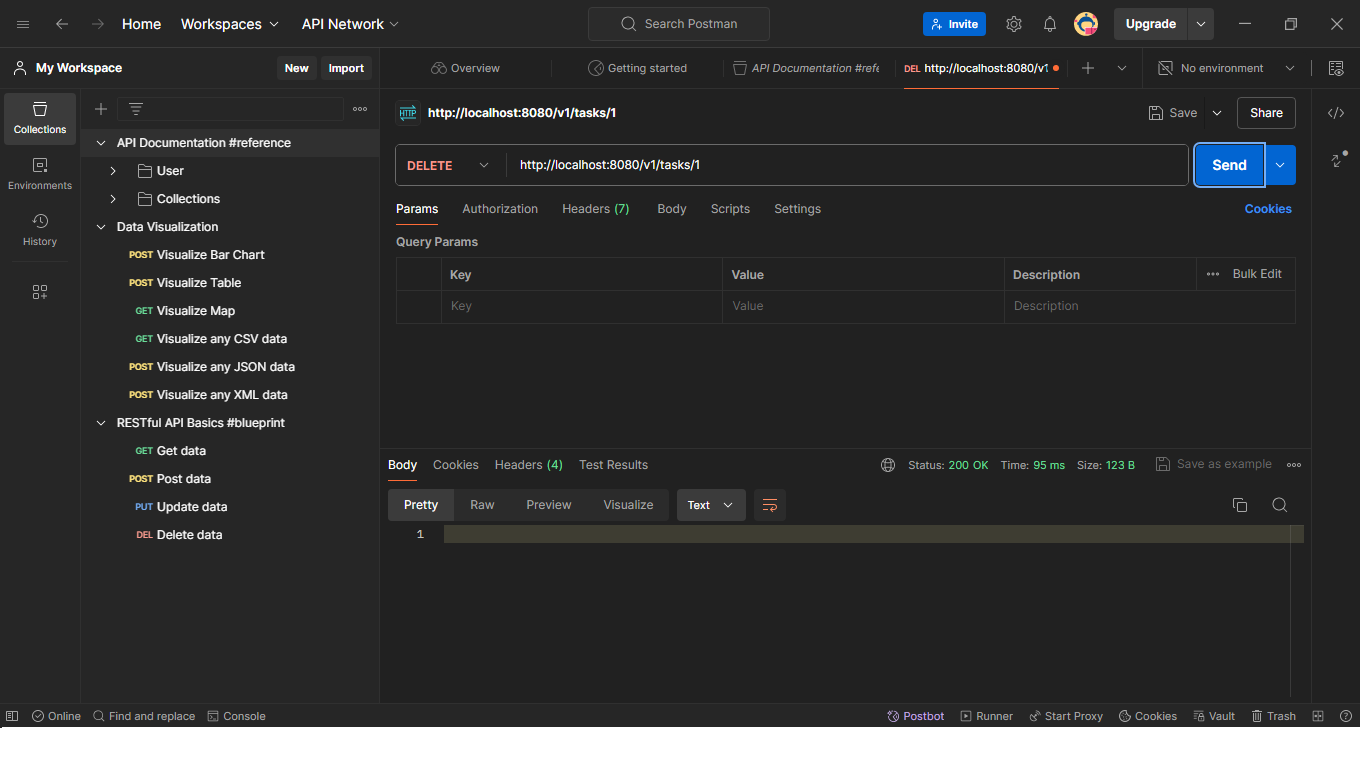 Home Workspaces API Network Search Postman Invite Upgrade
My Workspace New Import Overview Getting started API Documentation #refe DEL http://localhost:8080/v1 No environment
Collections
Environments
History
API Documentation #reference
User
Collections
Data Visualization
POST Visualize Bar Chart
POST Visualize Table
GET Visualize Map
GET Visualize any CSV data
POST Visualize any JSON data
POST Visualize any XML data
RESTful API Basics #blueprint
GET Get data
POST Post data
PUT Update data
DEL Delete data
HTTP http://localhost:8080/v1/tasks/1 Save Share
DELETE http://localhost:8080/v1/tasks/1 Send
Params Authorization Headers (7) Body Scripts Settings Cookies
Query Params
Key Value Description Bulk Edit
Key Value Description
Body Cookies Headers (4) Test Results Status: 200 OK Time: 95 ms Size: 123 B Save as example
Pretty Raw Preview Visualize Text
1
Online Find and replace Console Postbot Runner Start Proxy Cookies Vault Trash